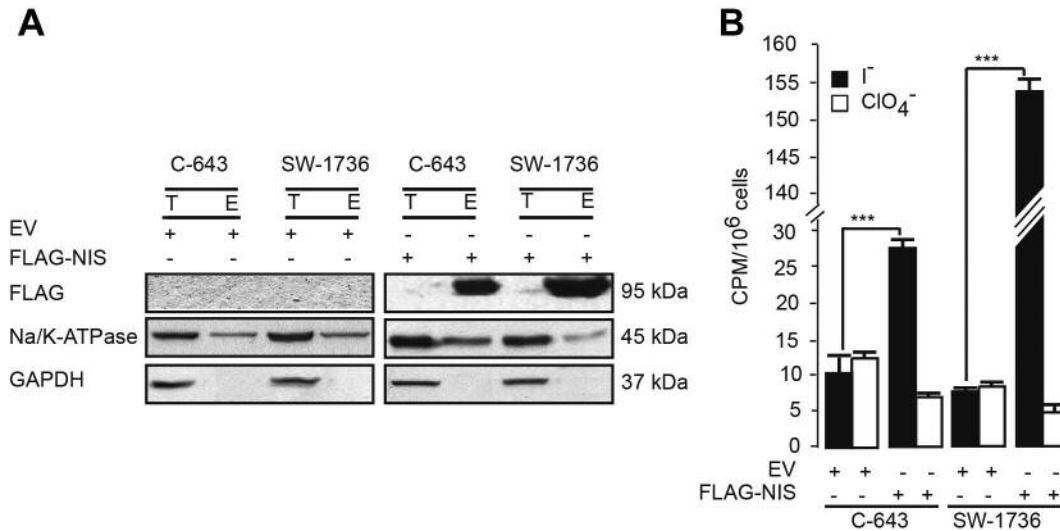 A
C-643 SW-1736 C-643 SW-1736
T E T E T E T E
EV + + + + - - - -
FLAG-NIS - - - - + + + +
FLAG 95 kDa
Na/K-ATPase 45 kDa
GAPDH 37 kDa
B
160
155
150
145
140
30
25
20
15
10
5
0
CPM/10⁶ cells
I⁻
ClO₄⁻
***
***
EV + + - - + + - -
FLAG-NIS - - + + - - + +
C-643 SW-1736